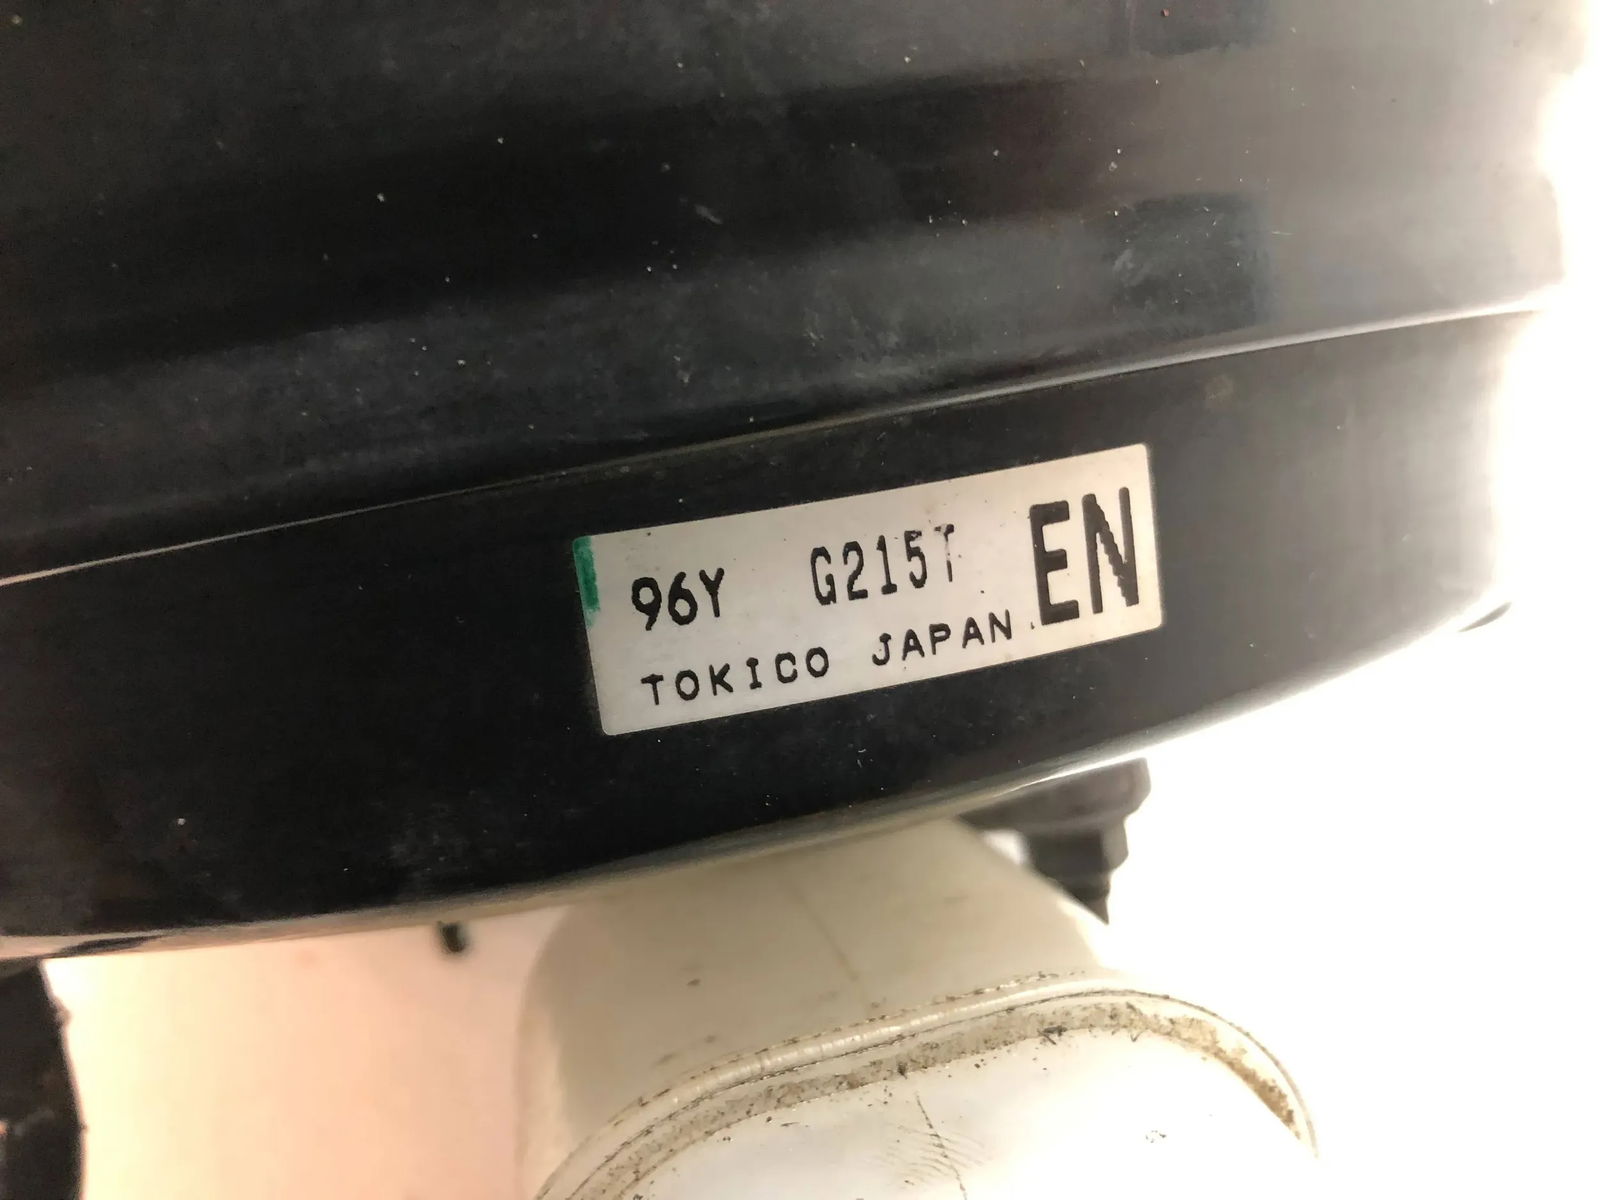 96Y G215T EN
TOKICO JAPAN.